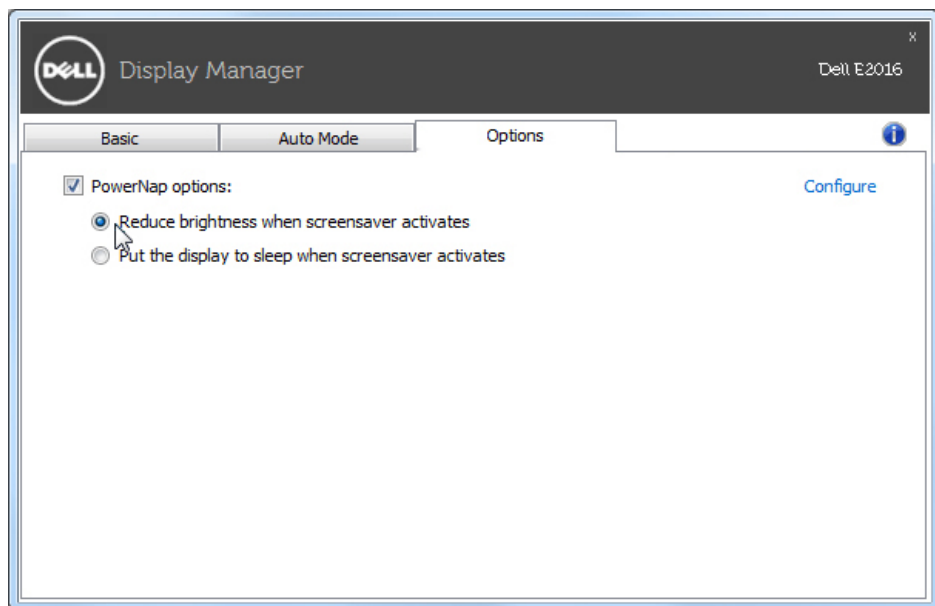 x
DELL Display Manager
Dell E2016
Basic Auto Mode Options
i
PowerNap options: Configure
Reduce brightness when screensaver activates
Put the display to sleep when screensaver activates